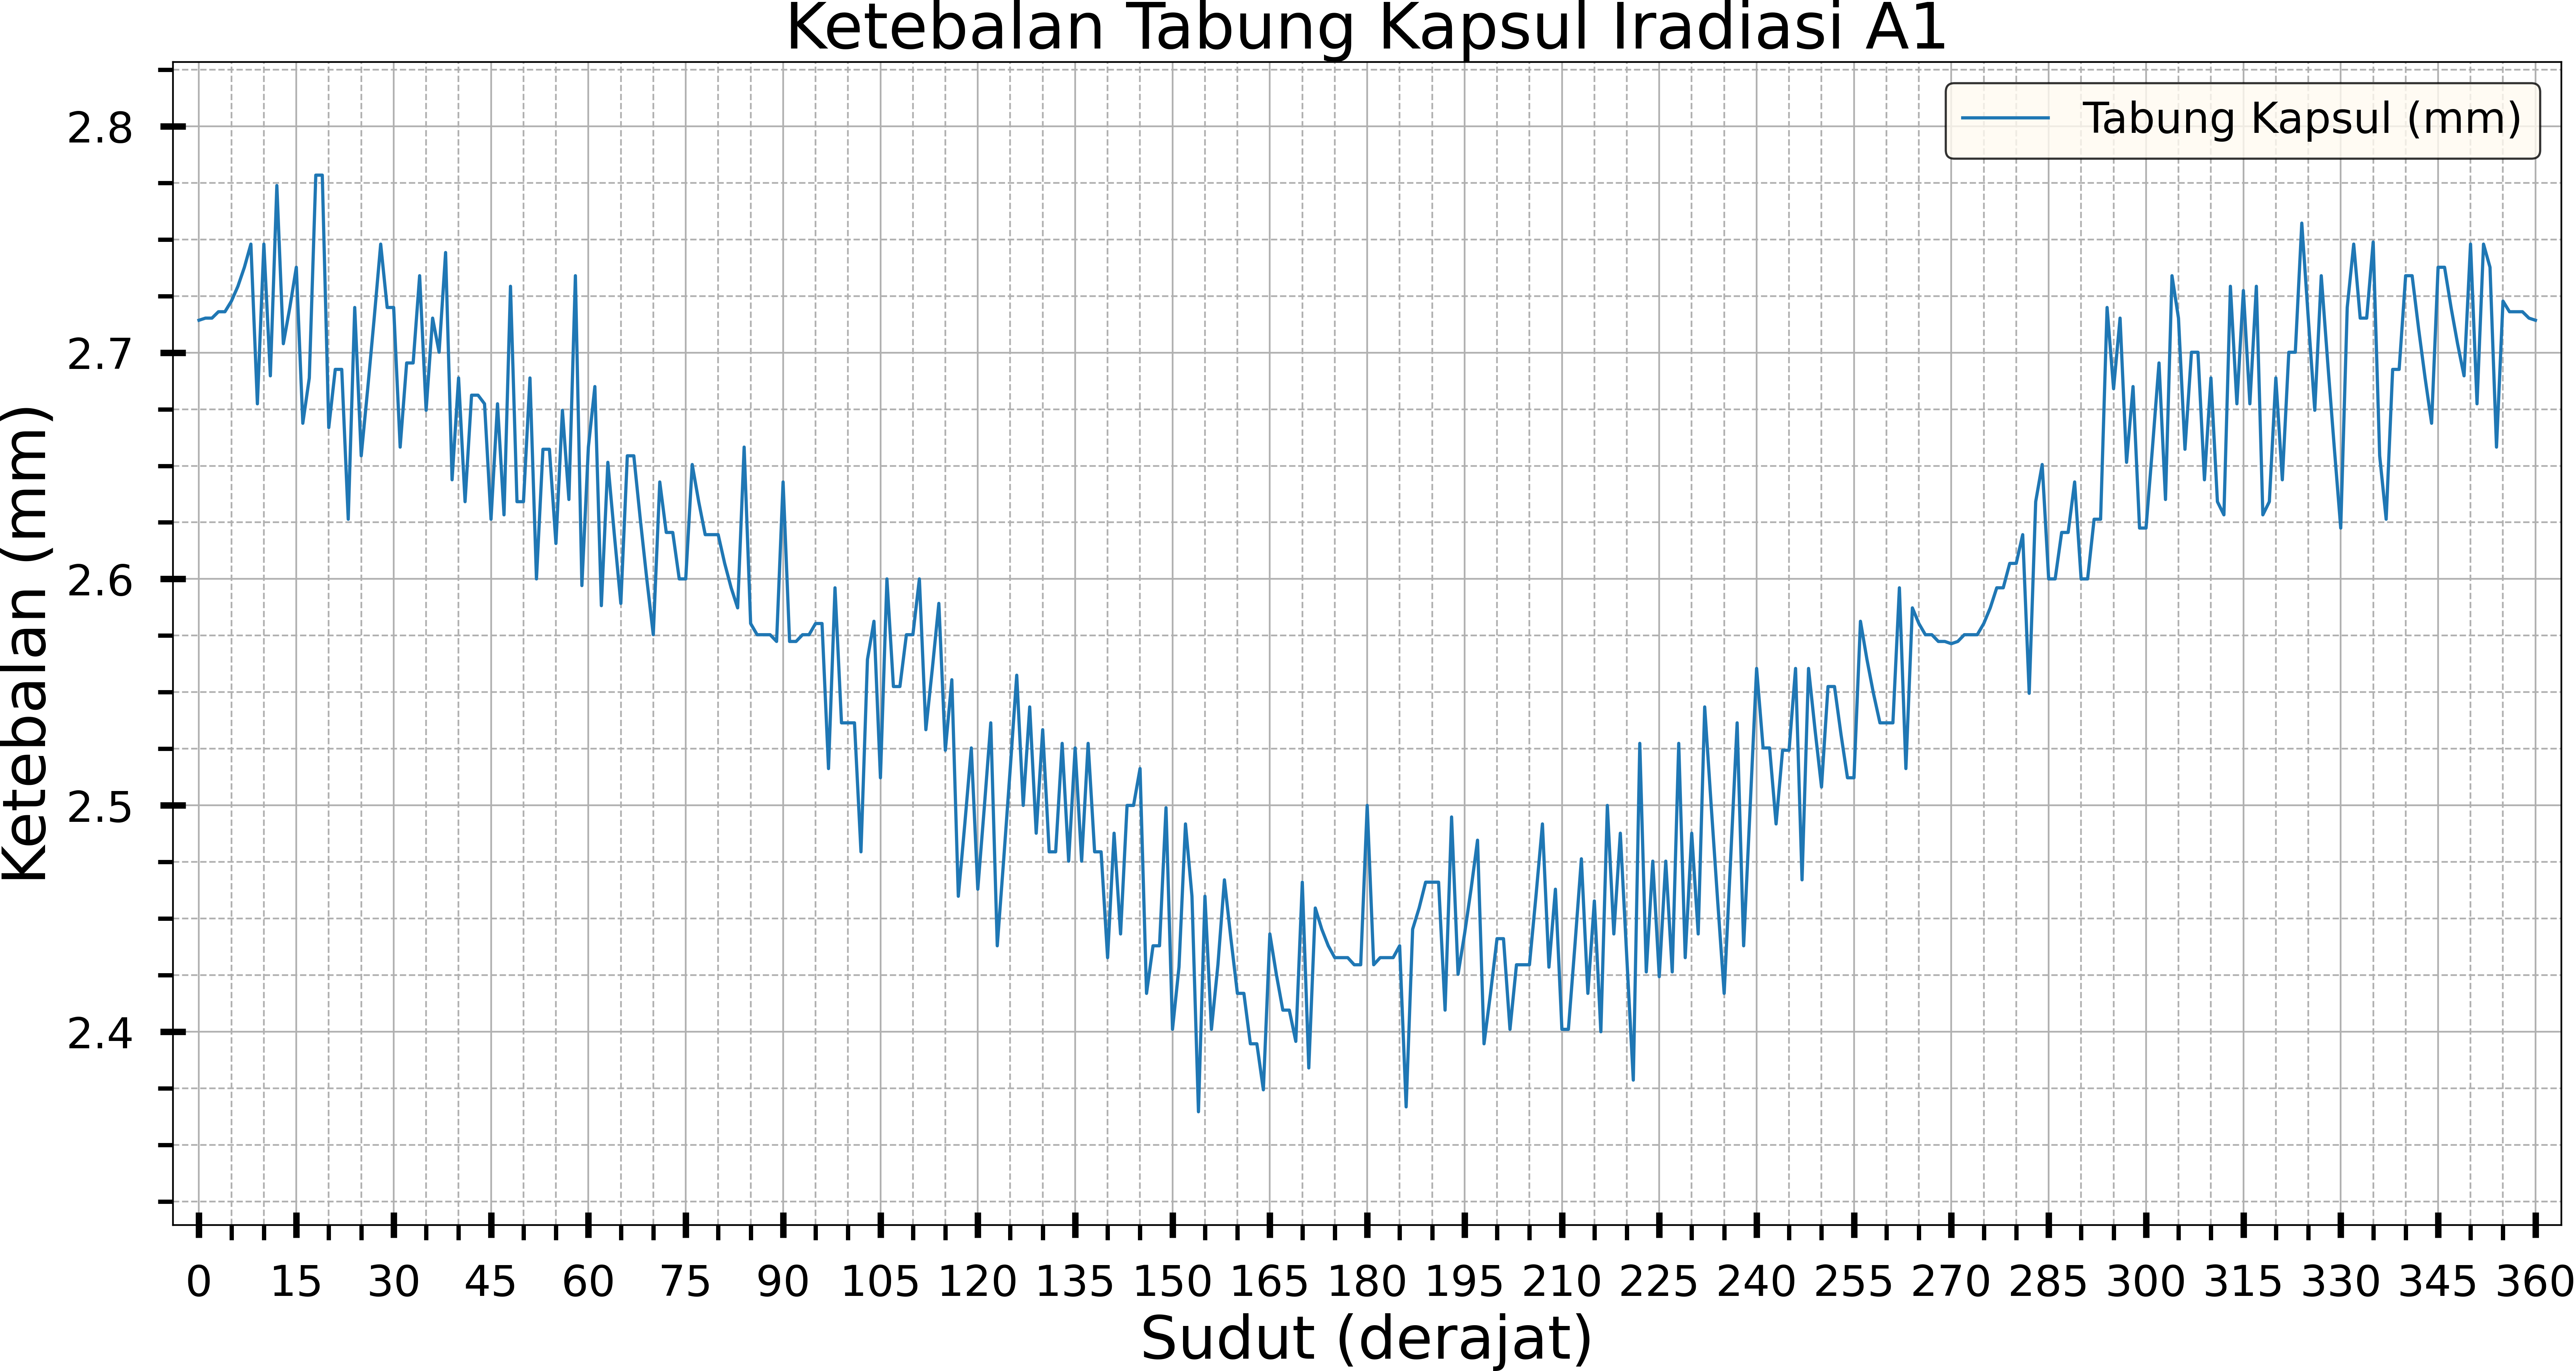 Ketebalan Tabung Kapsul Iradiasi A1
Tabung Kapsul (mm)
Ketebalan (mm)
2.8
2.7
2.6
2.5
2.4
0 15 30 45 60 75 90 105 120 135 150 165 180 195 210 225 240 255 270 285 300 315 330 345 360
Sudut (derajat)